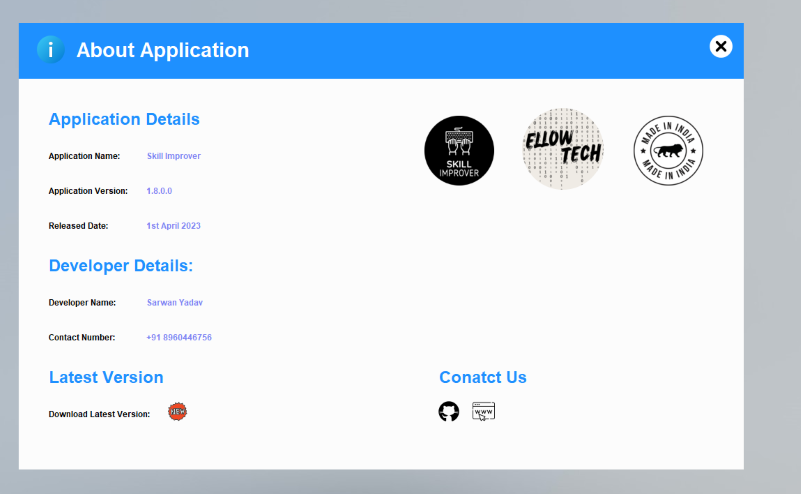 i About Application
Application Details
Application Name: Skill Improver
Application Version: 1.8.0.0
Released Date: 1st April 2023
SKILL
IMPROVER
ELLOW
TECH
MADE IN INDIA
MADE IN INDIA
Developer Details:
Developer Name: Sarwan Yadav
Contact Number: +91 8960446756
Latest Version
Download Latest Version: NEW
Conatct Us
WWW